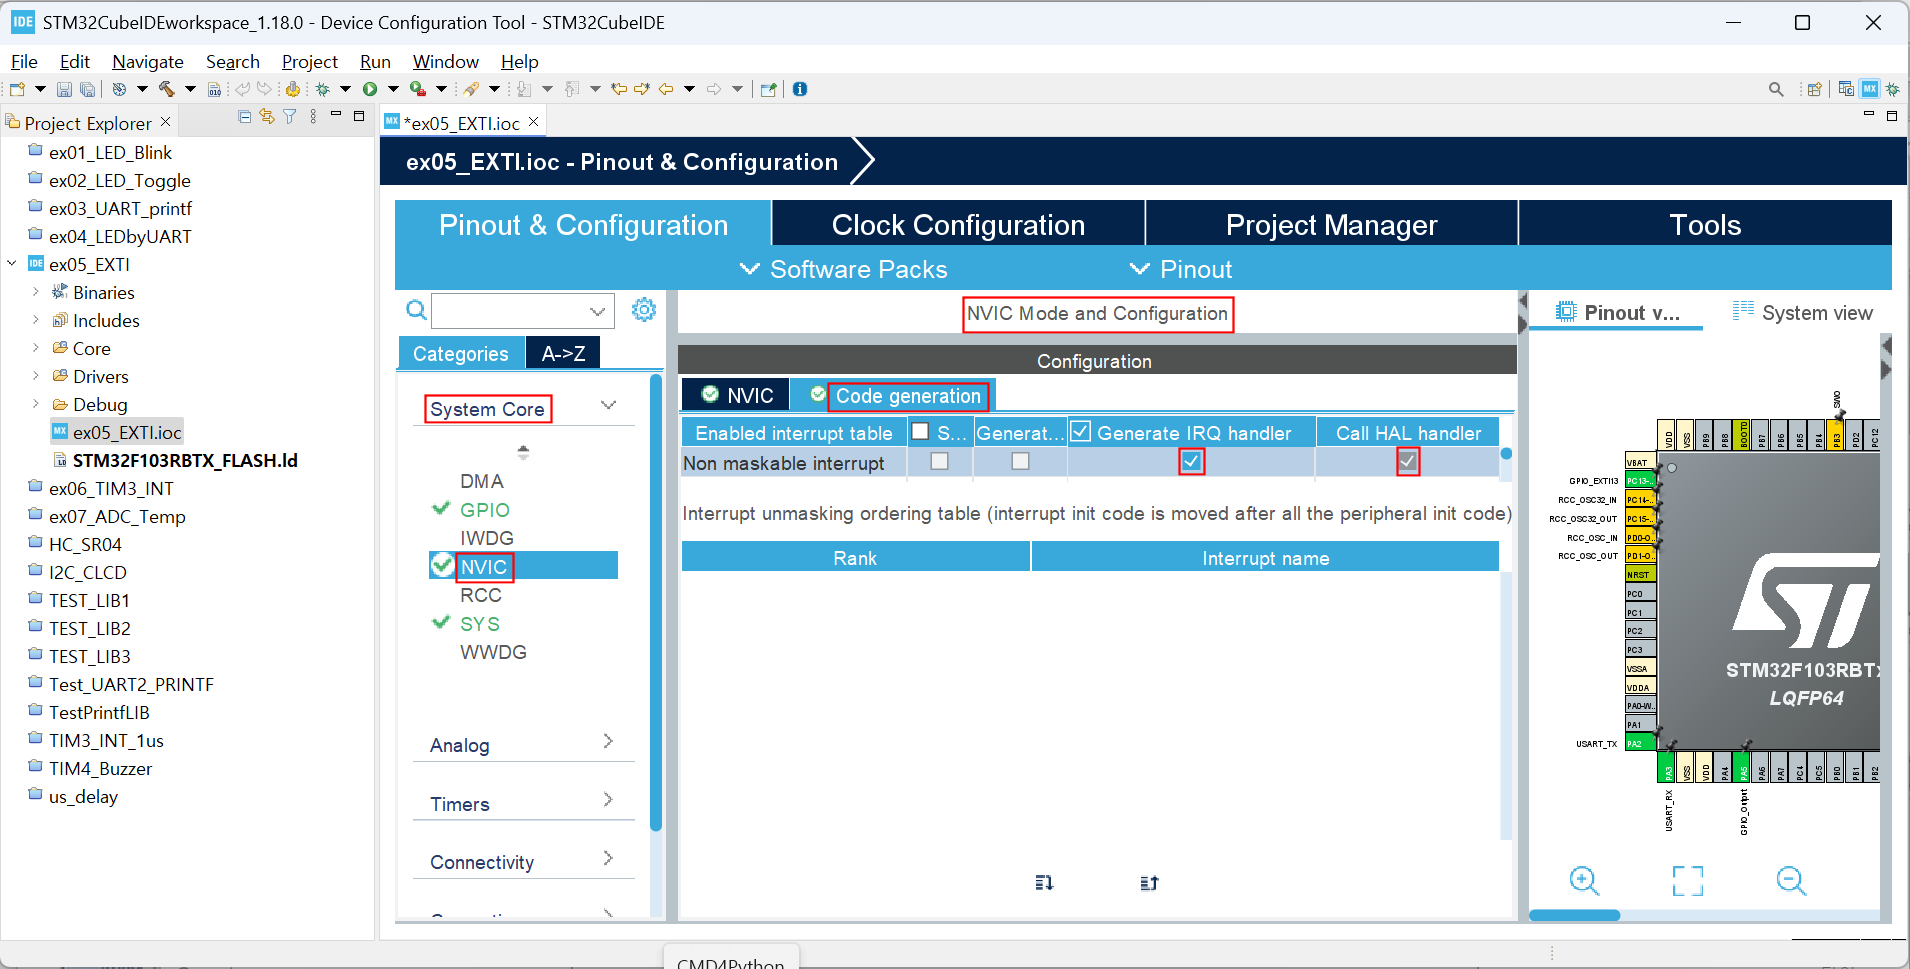 IDE STM32CubeIDEworkspace_1.18.0 - Device Configuration Tool - STM32CubeIDE
File Edit Navigate Search Project Run Window Help
Project Explorer
*ex05_EXTI.ioc
ex01_LED_Blink
ex02_LED_Toggle
ex03_UART_printf
ex04_LEDbyUART
IDE ex05_EXTI
Binaries
Includes
Core
Drivers
Debug
MX ex05_EXTI.ioc
STM32F103RBTX_FLASH.ld
ex06_TIM3_INT
ex07_ADC_Temp
HC_SR04
I2C_CLCD
TEST_LIB1
TEST_LIB2
TEST_LIB3
Test_UART2_PRINTF
TestPrintfLIB
TIM3_INT_1us
TIM4_Buzzer
us_delay
ex05_EXTI.ioc - Pinout & Configuration
Pinout & Configuration Clock Configuration Project Manager Tools
Software Packs Pinout
Categories A->Z
System Core
DMA
GPIO
IWDG
NVIC
RCC
SYS
WWDG
Analog
Timers
Connectivity
NVIC Mode and Configuration
Configuration
NVIC Code generation
Enabled interrupt table S... Generat... Generate IRQ handler Call HAL handler
Non maskable interrupt
Interrupt unmasking ordering table (interrupt init code is moved after all the peripheral init code)
Rank Interrupt name
Pinout v... System view
SWO
VDD VSS PB9 PB8 BOOT0 PB7 PB6 PB5 PB4 PB3 PD2 PC12
VBAT
GPIO_EXTI13 PC13-..
RCC_OSC32_IN PC14-..
RCC_OSC32_OUT PC15-..
RCC_OSC_IN PD0-O..
RCC_OSC_OUT PD1-O..
NRST
PC0
PC1
PC2
PC3
VSSA
VDDA
PA0-W..
PA1
USART_TX PA2
STM32F103RBTx
LQFP64
PA3 VSS VDD PA4 PA5 PA6 PA7 PC4 PC5 PB0 PB1 PB2
USART_RX
GPIO_Output
CMD4Python